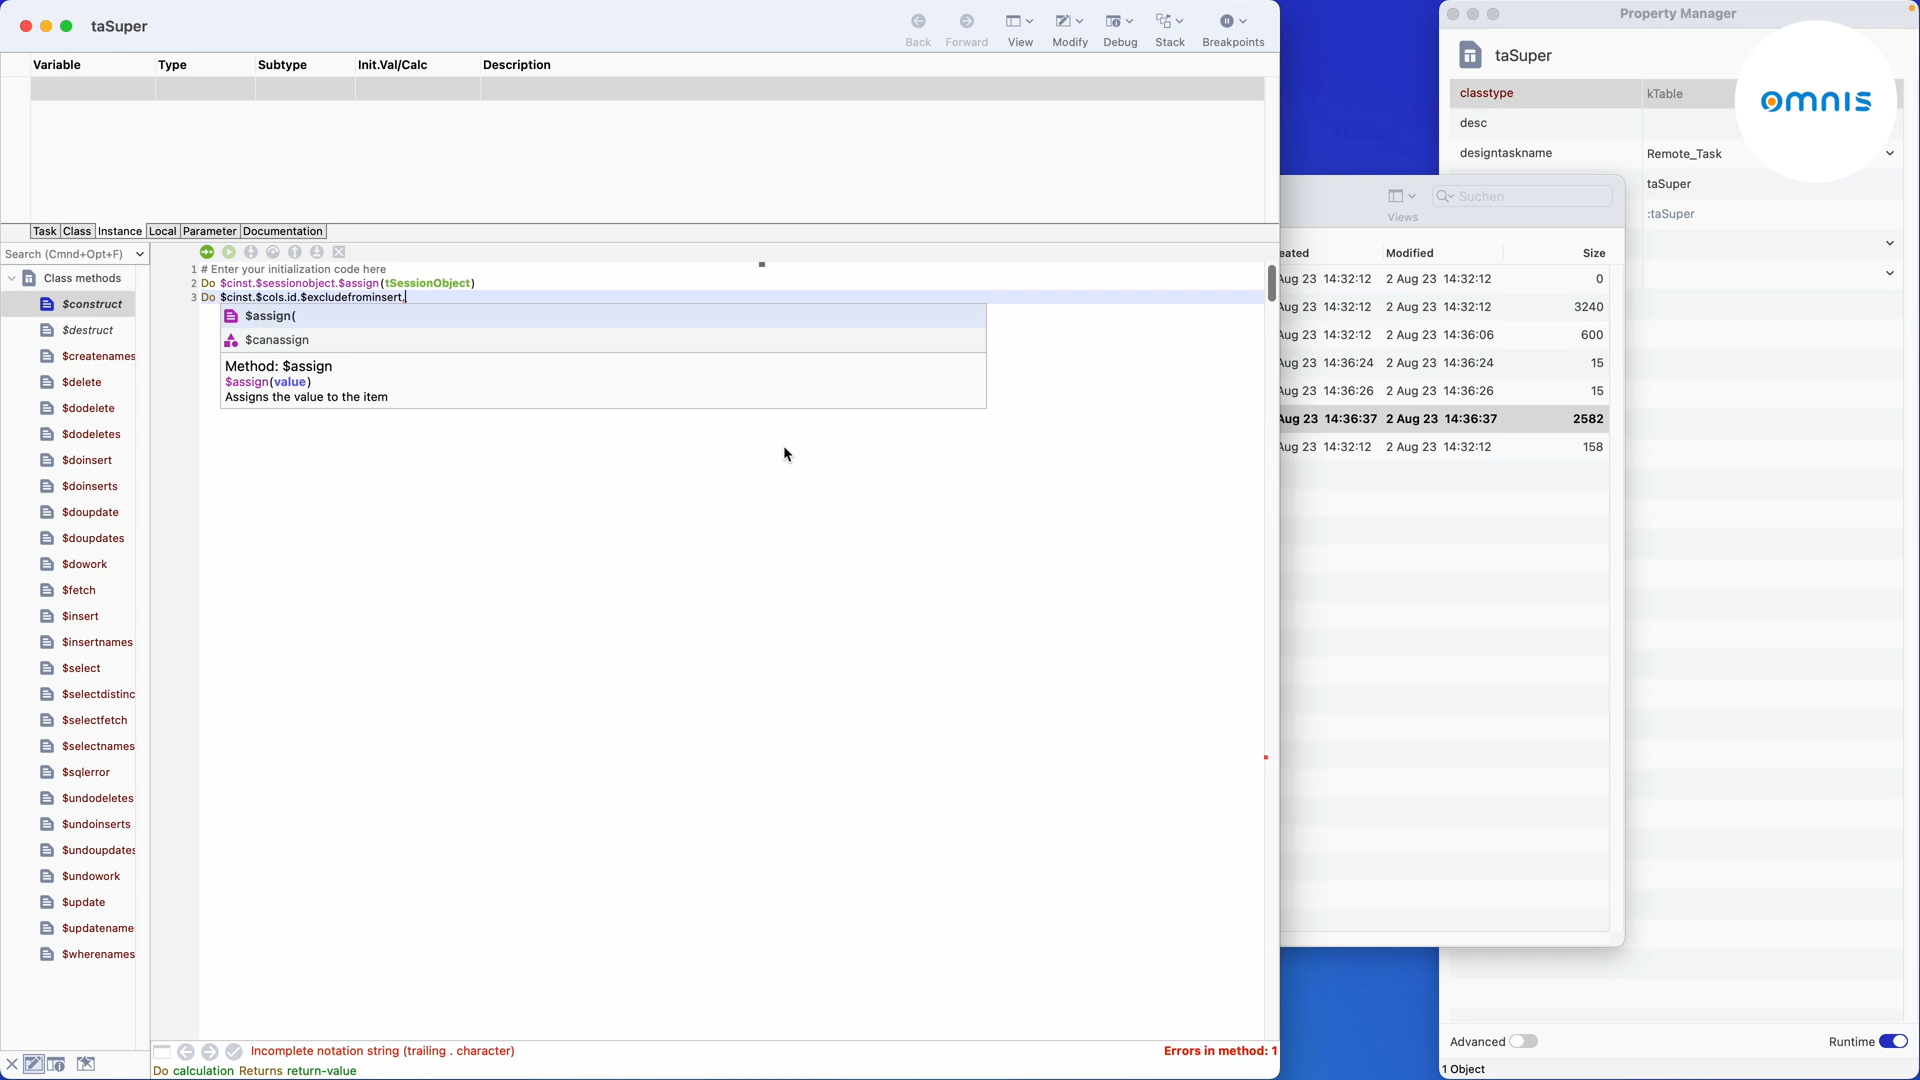 taSuper
Back
Forward
View
Modify
Debug
Stack
Breakpoints
Variable Type Subtype Init.Val/Calc Description
Task Class Instance Local Parameter Documentation
Search (Cmnd+Opt+F)
Class methods
$construct
$destruct
$createnames
$delete
$dodelete
$dodeletes
$doinsert
$doinserts
$doupdate
$doupdates
$dowork
$fetch
$insert
$insertnames
$select
$selectdistinc
$selectfetch
$selectnames
$sqlerror
$undodeletes
$undoinserts
$undoupdates
$undowork
$update
$updatename
$wherenames
1 # Enter your initialization code here
2 Do $cinst.$sessionobject.$assign(tSessionObject)
3 Do $cinst.$cols.id.$excludefrominsert.
$assign(
$canassign
Method: $assign
$assign(value)
Assigns the value to the item
Incomplete notation string (trailing . character)
Errors in method: 1
Do calculation Returns return-value
Views
Suchen
eated Modified Size
Aug 23 14:32:12 2 Aug 23 14:32:12 0
Aug 23 14:32:12 2 Aug 23 14:32:12 3240
Aug 23 14:32:12 2 Aug 23 14:36:06 600
Aug 23 14:36:24 2 Aug 23 14:36:24 15
Aug 23 14:36:26 2 Aug 23 14:36:26 15
Aug 23 14:36:37 2 Aug 23 14:36:37 2582
Aug 23 14:32:12 2 Aug 23 14:32:12 158
Property Manager
taSuper
omnis
classtype kTable
desc
designtaskname Remote_Task
taSuper
:taSuper
Advanced
Runtime
1 Object